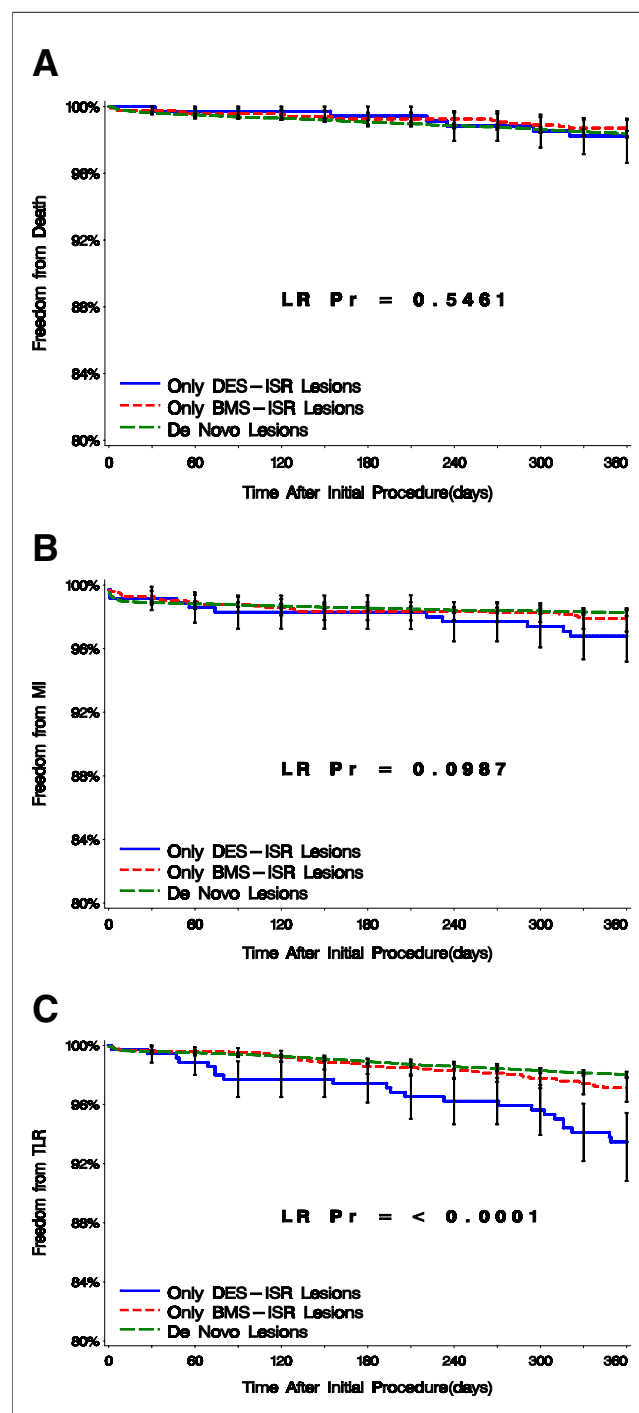 A
Freedom from Death
100%
96%
92%
88%
84%
80%
LR Pr = 0.5461
Only DES-ISR Lesions
Only BMS-ISR Lesions
De Novo Lesions
0 60 120 180 240 300 360
Time After Initial Procedure(days)
B
Freedom from MI
100%
96%
92%
88%
84%
80%
LR Pr = 0.0987
Only DES-ISR Lesions
Only BMS-ISR Lesions
De Novo Lesions
0 60 120 180 240 300 360
Time After Initial Procedure(days)
C
Freedom from TLR
100%
96%
92%
88%
84%
80%
LR Pr = < 0.0001
Only DES-ISR Lesions
Only BMS-ISR Lesions
De Novo Lesions
0 60 120 180 240 300 360
Time After Initial Procedure(days)